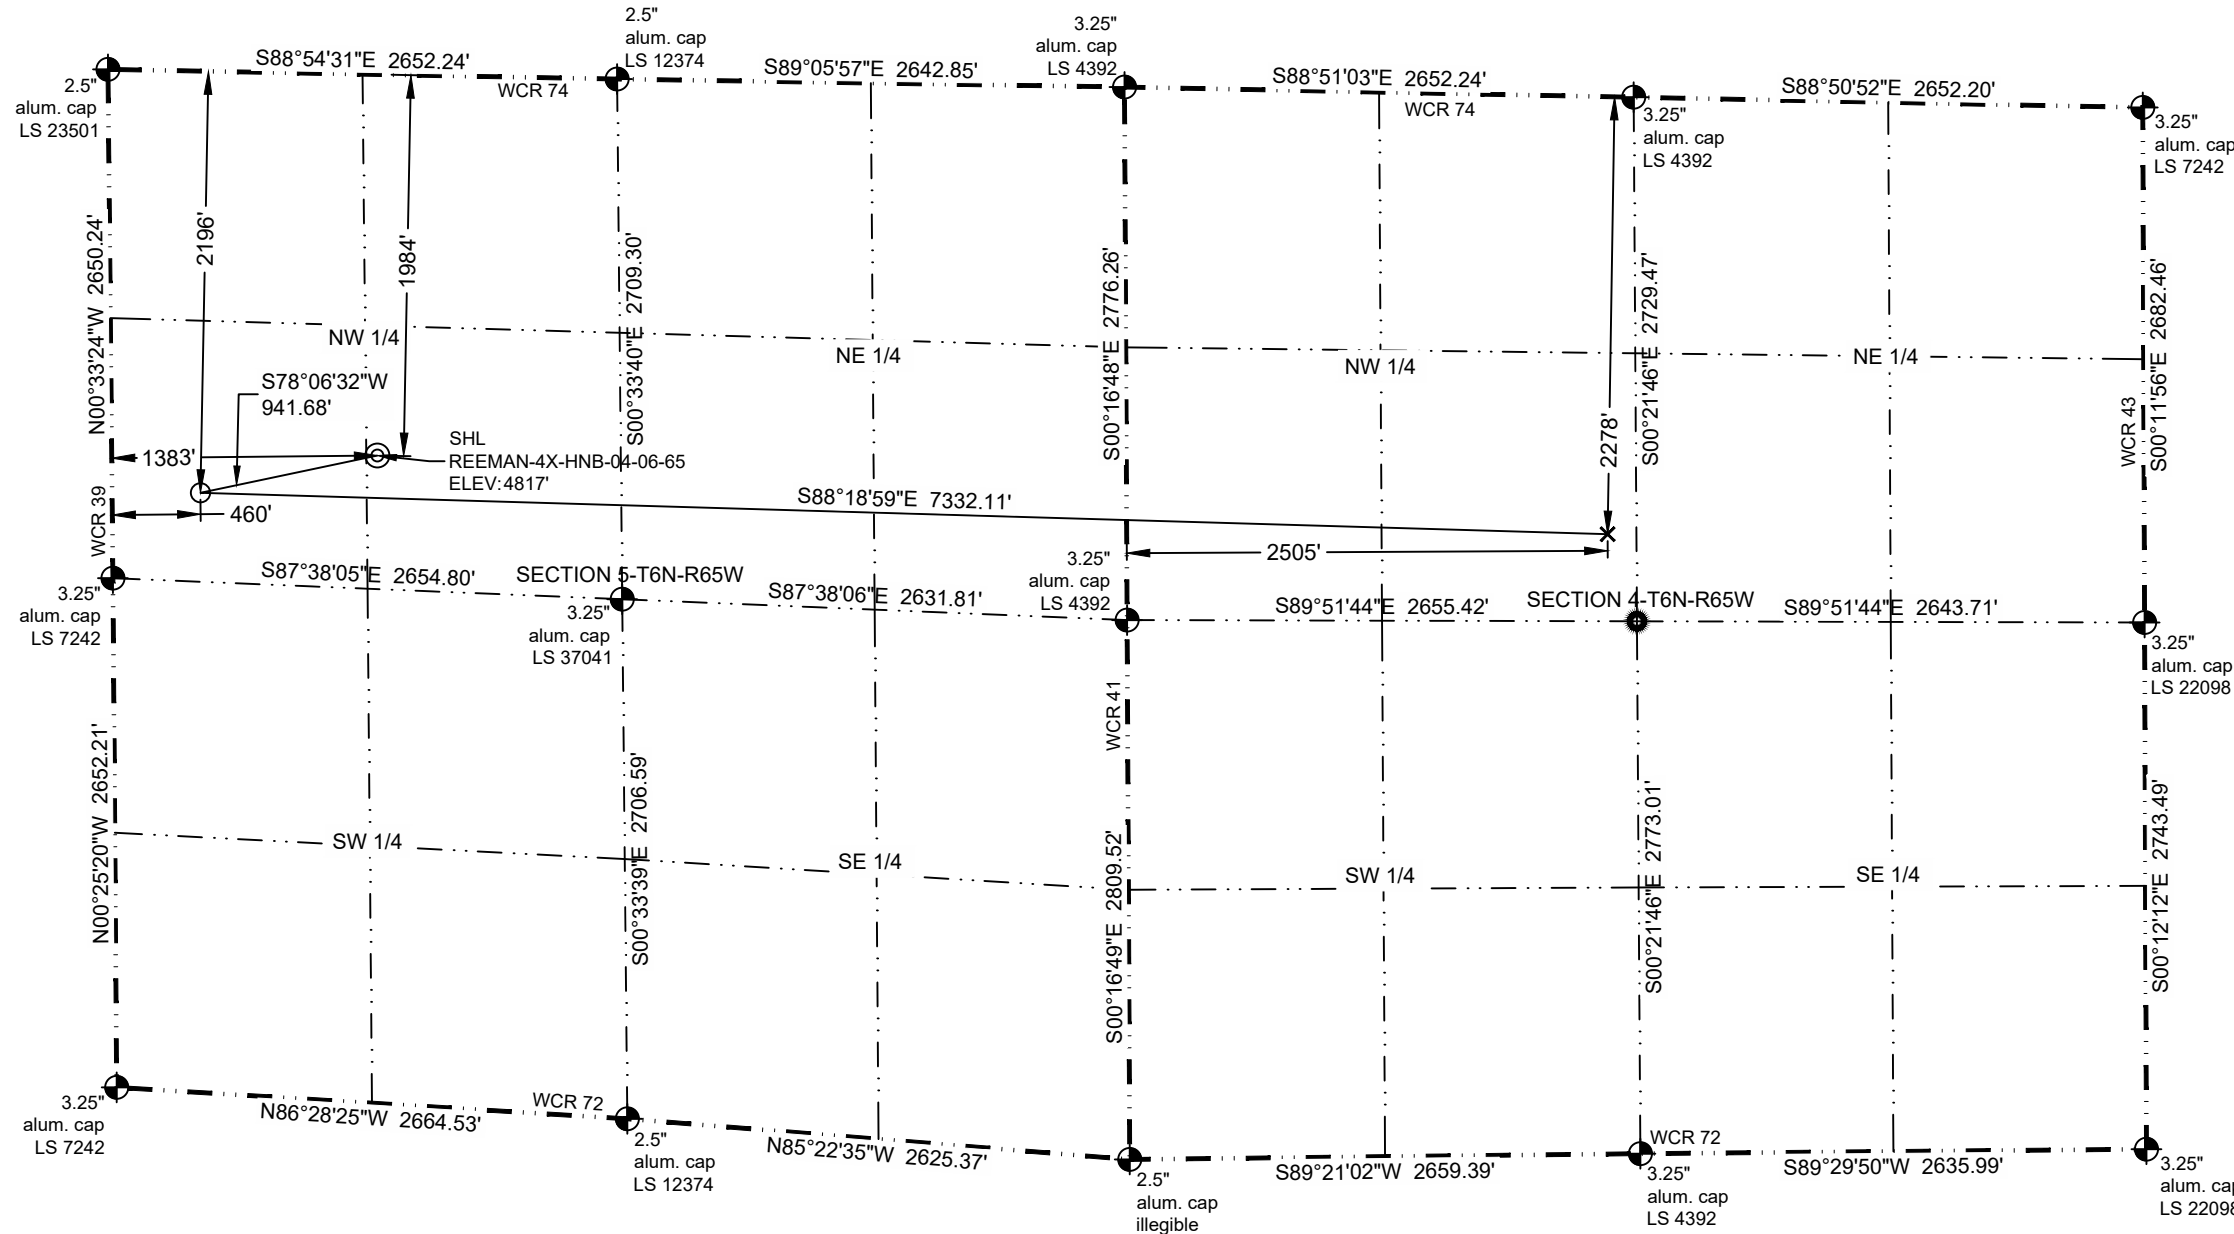 2.5"
alum. cap
LS 12374
3.25"
alum. cap
LS 4392
S88°54'31"E 2652.24'
WCR 74
S89°05'57"E 2642.85'
S88°51'03"E 2652.24'
WCR 74
S88°50'52"E 2652.20'
2.5"
alum. cap
LS 23501
3.25"
alum. cap
LS 4392
3.25"
alum. cap
LS 7242
N00°33'24"W 2650.24'
2196'
1984'
S00°33'40"E 2709.30'
S00°16'48"E 2776.26'
2278'
S00°21'46"E 2729.47'
WCR 43
S00°11'56"E 2682.46'
NW 1/4
NE 1/4
NW 1/4
NE 1/4
S78°06'32"W
941.68'
1383'
SHL
REEMAN-4X-HNB-04-06-65
ELEV:4817'
WCR 39
460'
S88°18'59"E 7332.11'
2505'
3.25"
alum. cap
LS 4392
S87°38'05"E 2654.80'
SECTION 5-T6N-R65W
S87°38'06"E 2631.81'
S89°51'44"E 2655.42'
SECTION 4-T6N-R65W
S89°51'44"E 2643.71'
3.25"
alum. cap
LS 7242
3.25"
alum. cap
LS 37041
3.25"
alum. cap
LS 22098
N00°25'20"W 2652.21'
S00°33'39"E 2706.59'
WCR 41
S00°16'49"E 2809.52'
S00°21'46"E 2773.01'
S00°12'12"E 2743.49'
SW 1/4
SE 1/4
SW 1/4
SE 1/4
3.25"
alum. cap
LS 7242
N86°28'25"W 2664.53'
WCR 72
2.5"
alum. cap
LS 12374
N85°22'35"W 2625.37'
2.5"
alum. cap
illegible
S89°21'02"W 2659.39'
WCR 72
3.25"
alum. cap
LS 4392
S89°29'50"W 2635.99'
3.25"
alum. cap
LS 22098